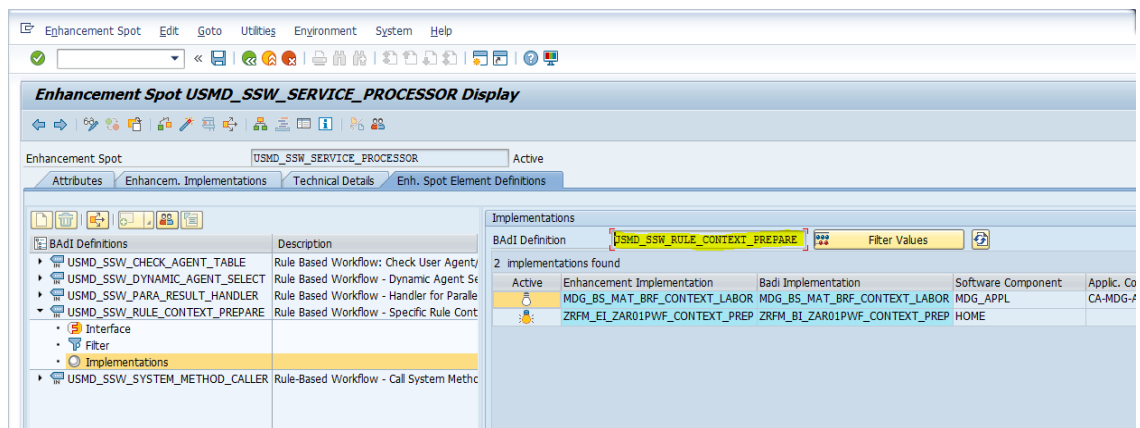 Enhancement Spot Edit Goto Utilities Environment System Help
Enhancement Spot USMD_SSW_SERVICE_PROCESSOR Display
Enhancement Spot USMD_SSW_SERVICE_PROCESSOR Active
Attributes Enhancem. Implementations Technical Details Enh. Spot Element Definitions
Implementations
BAdI Definition USMD_SSW_RULE_CONTEXT_PREPARE Filter Values
BAdI Definitions Description
2 implementations found
USMD_SSW_CHECK_AGENT_TABLE Rule Based Workflow: Check User Agent/
Active Enhancement Implementation Badi Implementation Software Component Applic. Co
USMD_SSW_DYNAMIC_AGENT_SELECT Rule Based Workflow - Dynamic Agent Se
MDG_BS_MAT_BRF_CONTEXT_LABOR MDG_BS_MAT_BRF_CONTEXT_LABOR MDG_APPL CA-MDG-A
USMD_SSW_PARA_RESULT_HANDLER Rule Based Workflow - Handler for Paralle
USMD_SSW_RULE_CONTEXT_PREPARE Rule Based Workflow - Specific Rule Cont
ZRFM_EI_ZAR01PWF_CONTEXT_PREP ZRFM_BI_ZAR01PWF_CONTEXT_PREP HOME
Interface
Filter
Implementations
USMD_SSW_SYSTEM_METHOD_CALLER Rule-Based Workflow - Call System Metho